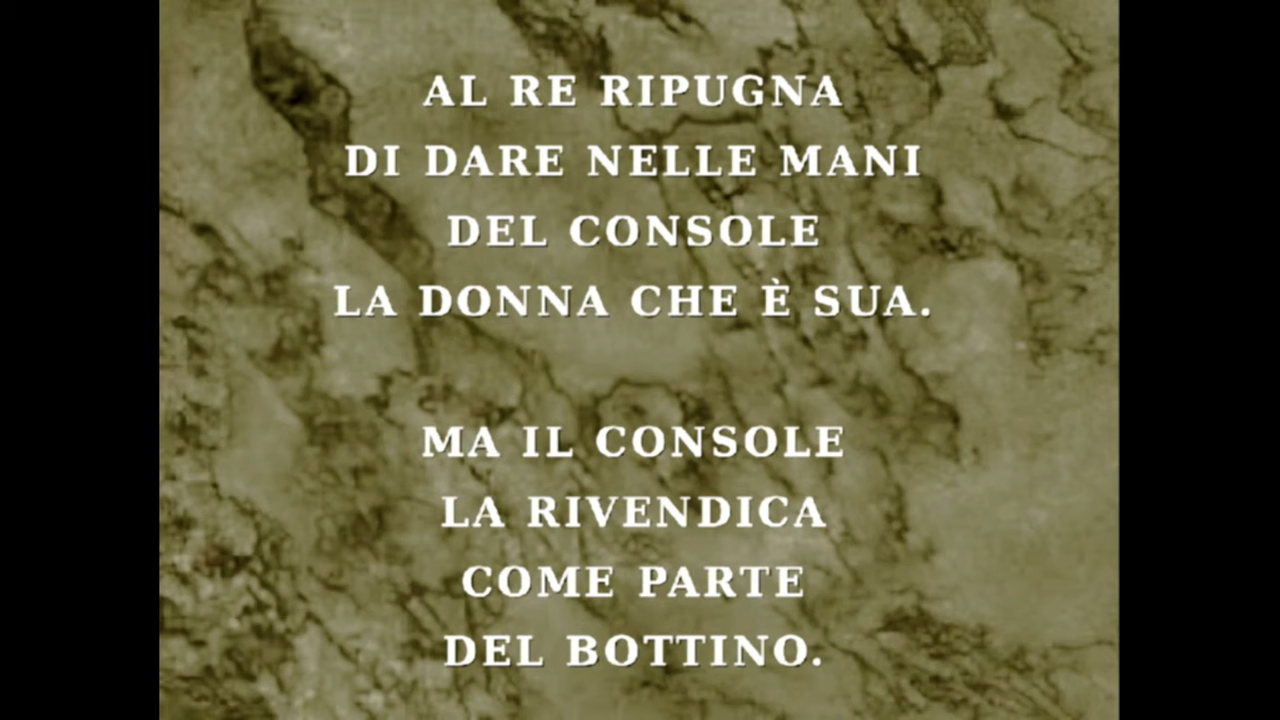 AL RE RIPUGNA
DI DARE NELLE MANI
DEL CONSOLE
LA DONNA CHE È SUA.
MA IL CONSOLE
LA RIVENDICA
COME PARTE
DEL BOTTINO.